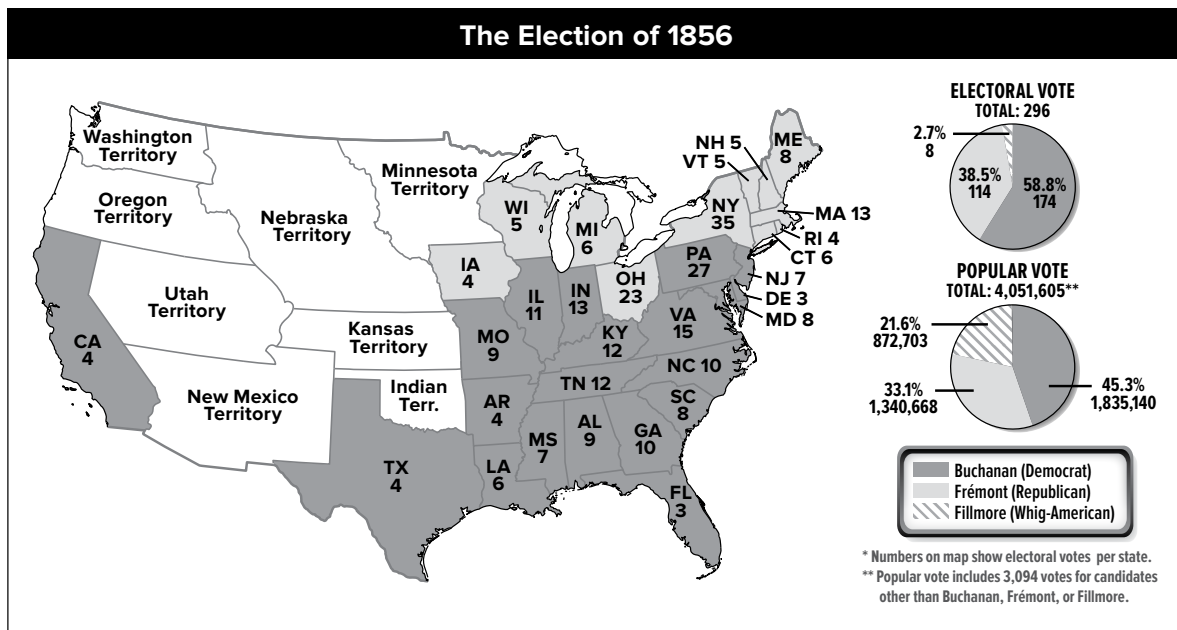 The Election of 1856
Washington
Territory
Oregon
Territory
Minnesota
Territory
Nebraska
Territory
Utah
Territory
Kansas
Territory
New Mexico
Territory
Indian
Terr.
CA
4
TX
4
IA
4
WI
5
MI
6
IL
11
IN
13
OH
23
MO
9
KY
12
TN 12
AR
4
LA
6
MS
7
AL
9
GA
10
FL
3
SC
8
NC 10
VA
15
PA
27
NY
35
VT 5
NH 5
ME
8
MA 13
RI 4
CT 6
NJ 7
DE 3
MD 8
ELECTORAL VOTE
TOTAL: 296
2.7%
8
38.5%
114
58.8%
174
POPULAR VOTE
TOTAL: 4,051,605**
21.6%
872,703
33.1%
1,340,668
45.3%
1,835,140
Buchanan (Democrat)
Frémont (Republican)
Fillmore (Whig-American)
* Numbers on map show electoral votes per state.
** Popular vote includes 3,094 votes for candidates
other than Buchanan, Frémont, or Fillmore.